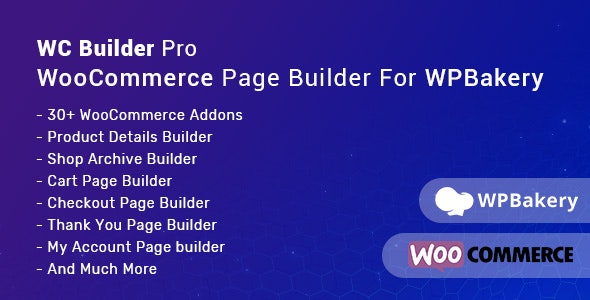 WC Builder Pro
WooCommerce Page Builder For WPBakery
- 30+ WooCommerce Addons
- Product Details Builder
- Shop Archive Builder
- Cart Page Builder
- Checkout Page Builder
- Thank You Page Builder
- My Account Page builder
- And Much More
WPBakery
WOO COMMERCE